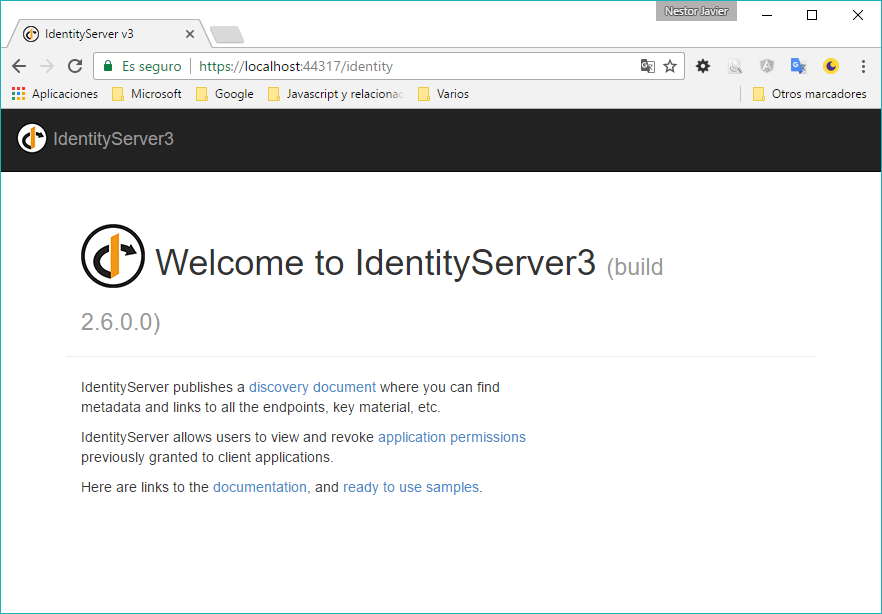 Nestor Javier
IdentityServer v3
Es seguro https://localhost:44317/identity
Aplicaciones Microsoft Google Javascript y relacionac Varios Otros marcadores
IdentityServer3
Welcome to IdentityServer3 (build
2.6.0.0)
IdentityServer publishes a discovery document where you can find
metadata and links to all the endpoints, key material, etc.
IdentityServer allows users to view and revoke application permissions
previously granted to client applications.
Here are links to the documentation, and ready to use samples.